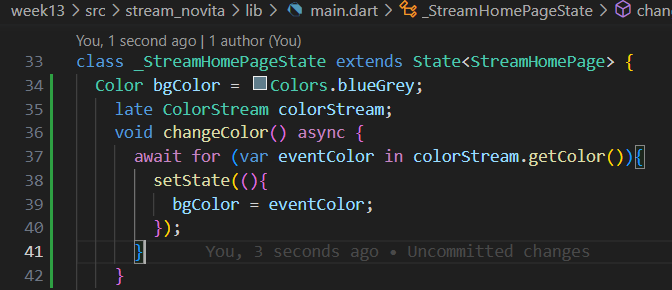 week13 > src > stream_novita > lib > main.dart > _StreamHomePageState > chan
You, 1 second ago | 1 author (You)
33 class _StreamHomePageState extends State<StreamHomePage> {
34 Color bgColor = Colors.blueGrey;
35 late ColorStream colorStream;
36 void changeColor() async {
37 await for (var eventColor in colorStream.getColor()){
38 setState((){
39 bgColor = eventColor;
40 });
41 } You, 3 seconds ago • Uncommitted changes
42 }